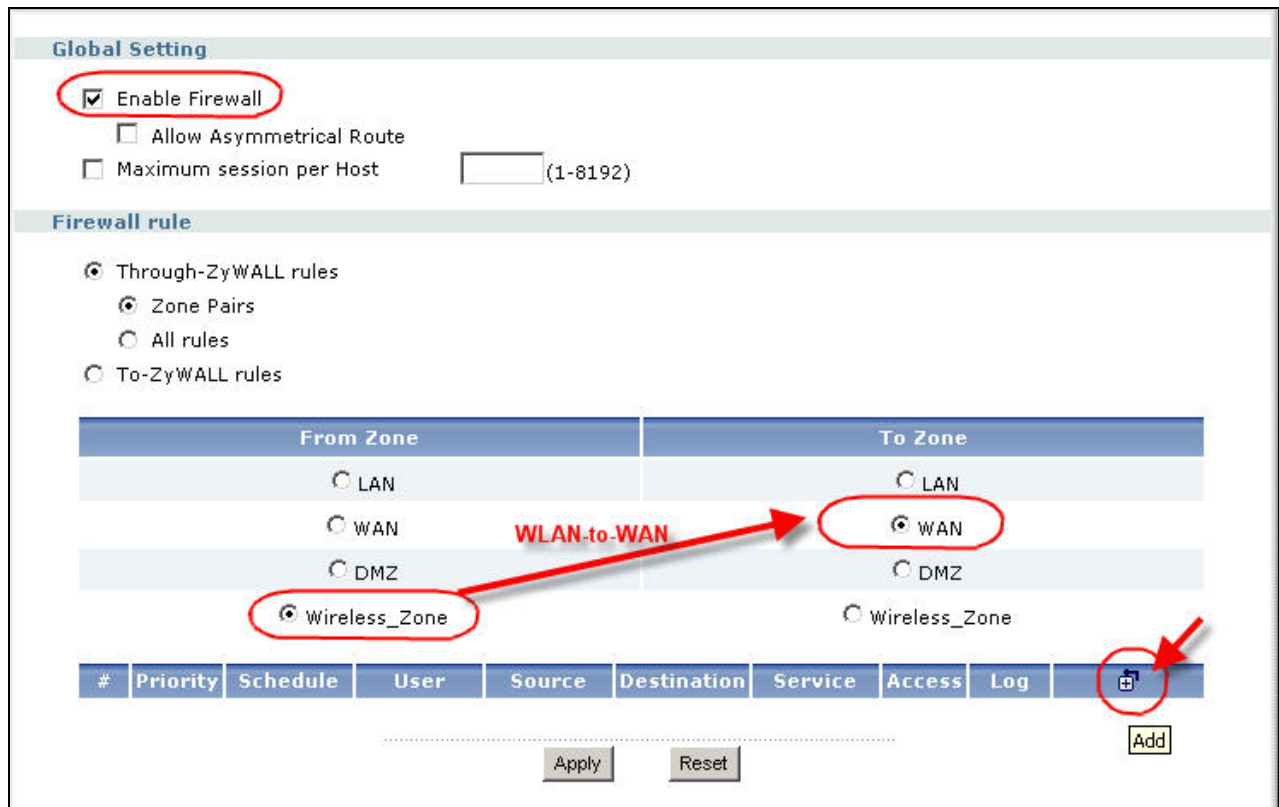 Global Setting
Enable Firewall
Allow Asymmetrical Route
Maximum session per Host (1-8192)
Firewall rule
Through-ZyWALL rules
Zone Pairs
All rules
To-ZyWALL rules
From Zone To Zone
LAN LAN
WAN WLAN-to-WAN WAN
DMZ DMZ
Wireless_Zone Wireless_Zone
# Priority Schedule User Source Destination Service Access Log
Add
Apply Reset